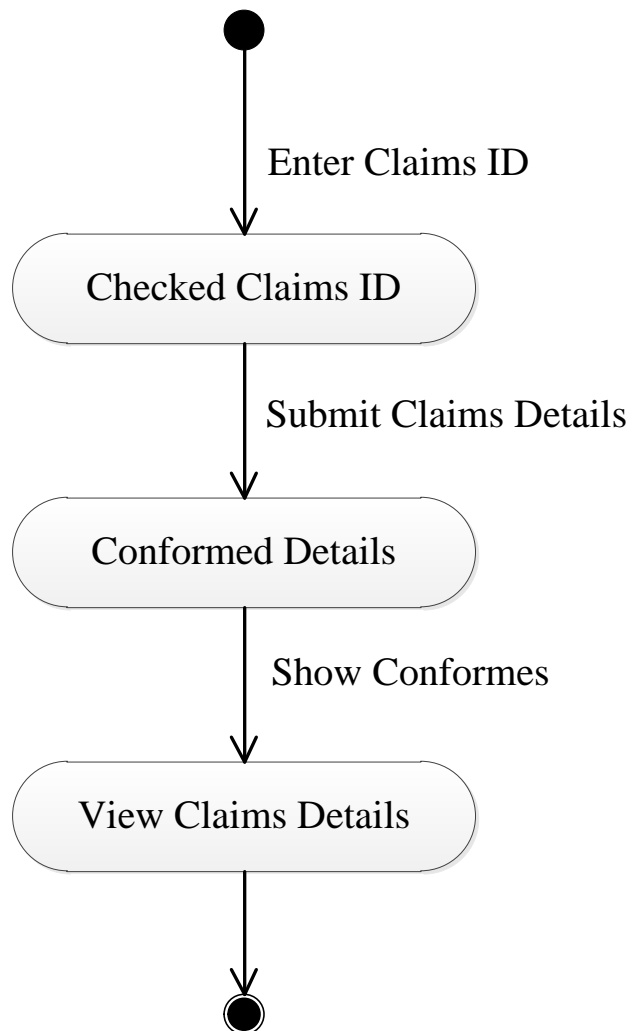 Enter Claims ID
Checked Claims ID
Submit Claims Details
Conformed Details
Show Conformes
View Claims Details